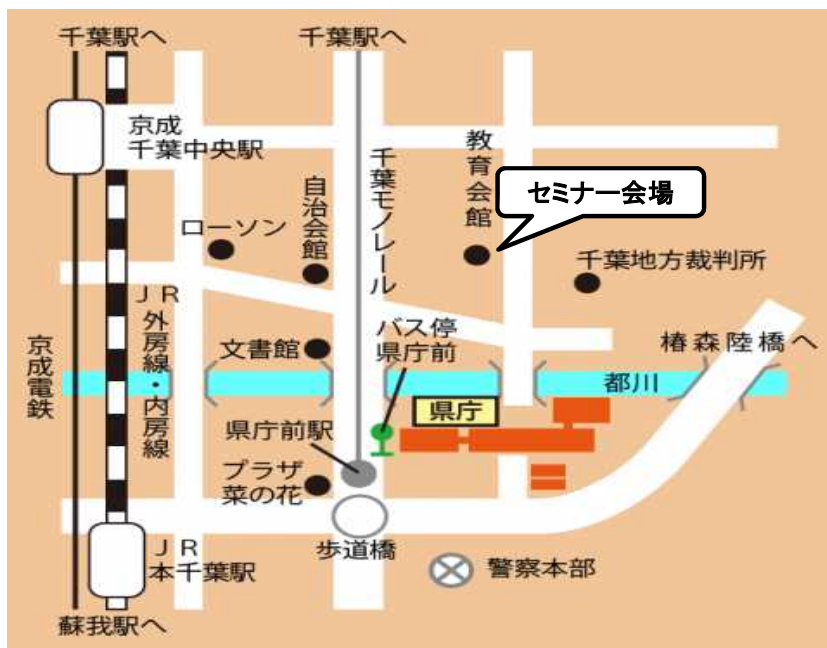 千葉駅へ
千葉駅へ
京成
千葉中央駅
千葉モノレール
教育会館
セミナー会場
自治会館
ローソン
千葉地方裁判所
ＪＲ
外房線・内房線
京成電鉄
文書館
バス停
県庁前
椿森陸橋へ
都川
県庁
県庁前駅
プラザ
菜の花
ＪＲ
本千葉駅
歩道橋
警察本部
蘇我駅へ